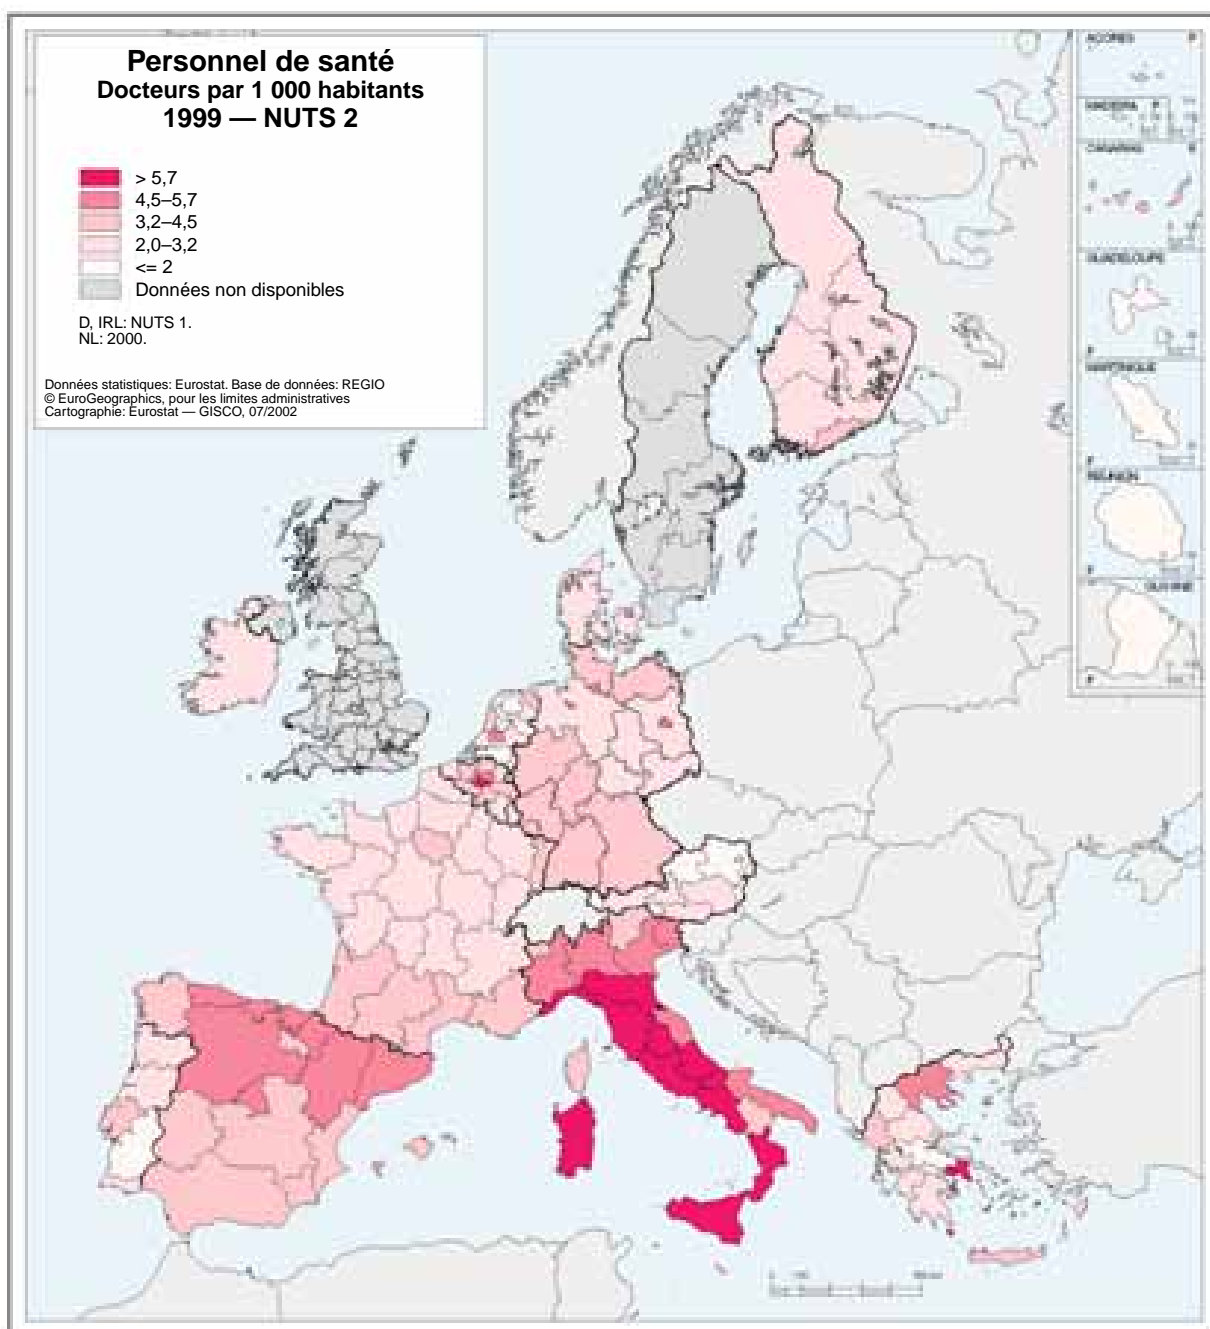 Personnel de santé
Docteurs par 1 000 habitants
1999 — NUTS 2
> 5,7
4,5–5,7
3,2–4,5
2,0–3,2
<= 2
Données non disponibles
D, IRL: NUTS 1.
NL: 2000.
Données statistiques: Eurostat. Base de données: REGIO
© EuroGeographics, pour les limites administratives
Cartographie: Eurostat — GISCO, 07/2002
AÇORES P
MADEIRA P
CANARIAS E
GUADELOUPE
F
MARTINIQUE
F
RÉUNION
F
GUYANE
F